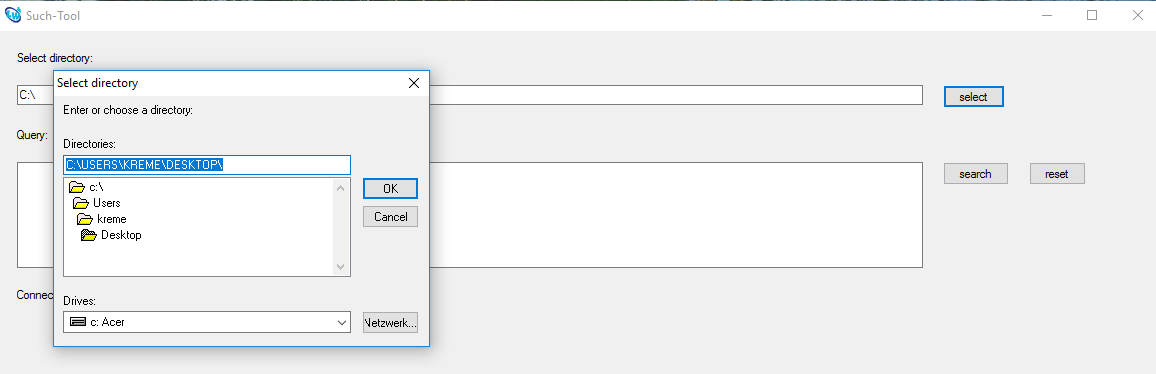 Such-Tool
Select directory:
C:\
select
Query:
search
reset
Connec
Select directory
Enter or choose a directory:
Directories:
C:\USERS\KREME\DESKTOP\
c:\
Users
kreme
Desktop
OK
Cancel
Drives:
c: Acer
Netzwerk...